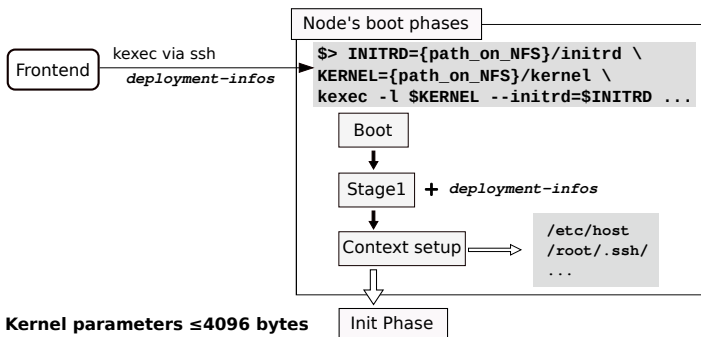 Node's boot phases
kexec via ssh
Frontend
deployment-infos
$> INITRD={path_on_NFS}/initrd \
KERNEL={path_on_NFS}/kernel \
kexec -l $KERNEL --initrd=$INITRD ...
Boot
Stage1 + deployment-infos
Context setup
/etc/host
/root/.ssh/
...
Kernel parameters ≤4096 bytes
Init Phase